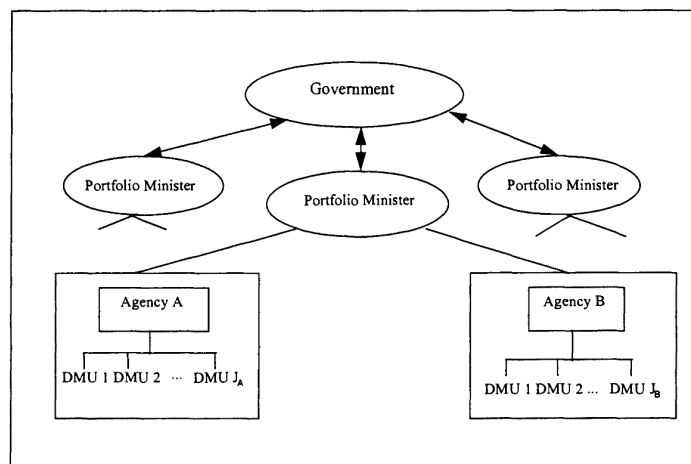 Government
Portfolio Minister
Portfolio Minister
Portfolio Minister
Agency A
DMU 1 DMU 2 ... DMU J_A
Agency B
DMU 1 DMU 2 ... DMU J_B